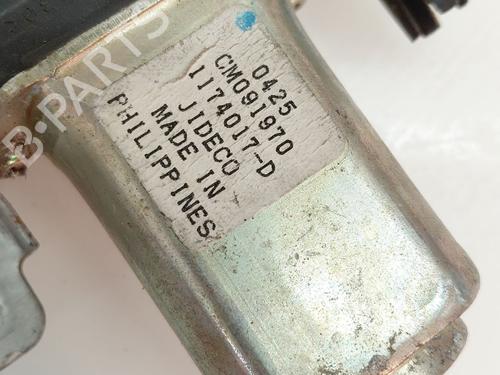 0425
CM091970
1174017-D
JIDECO
MADE IN
PHILIPPINES
B-PARTS